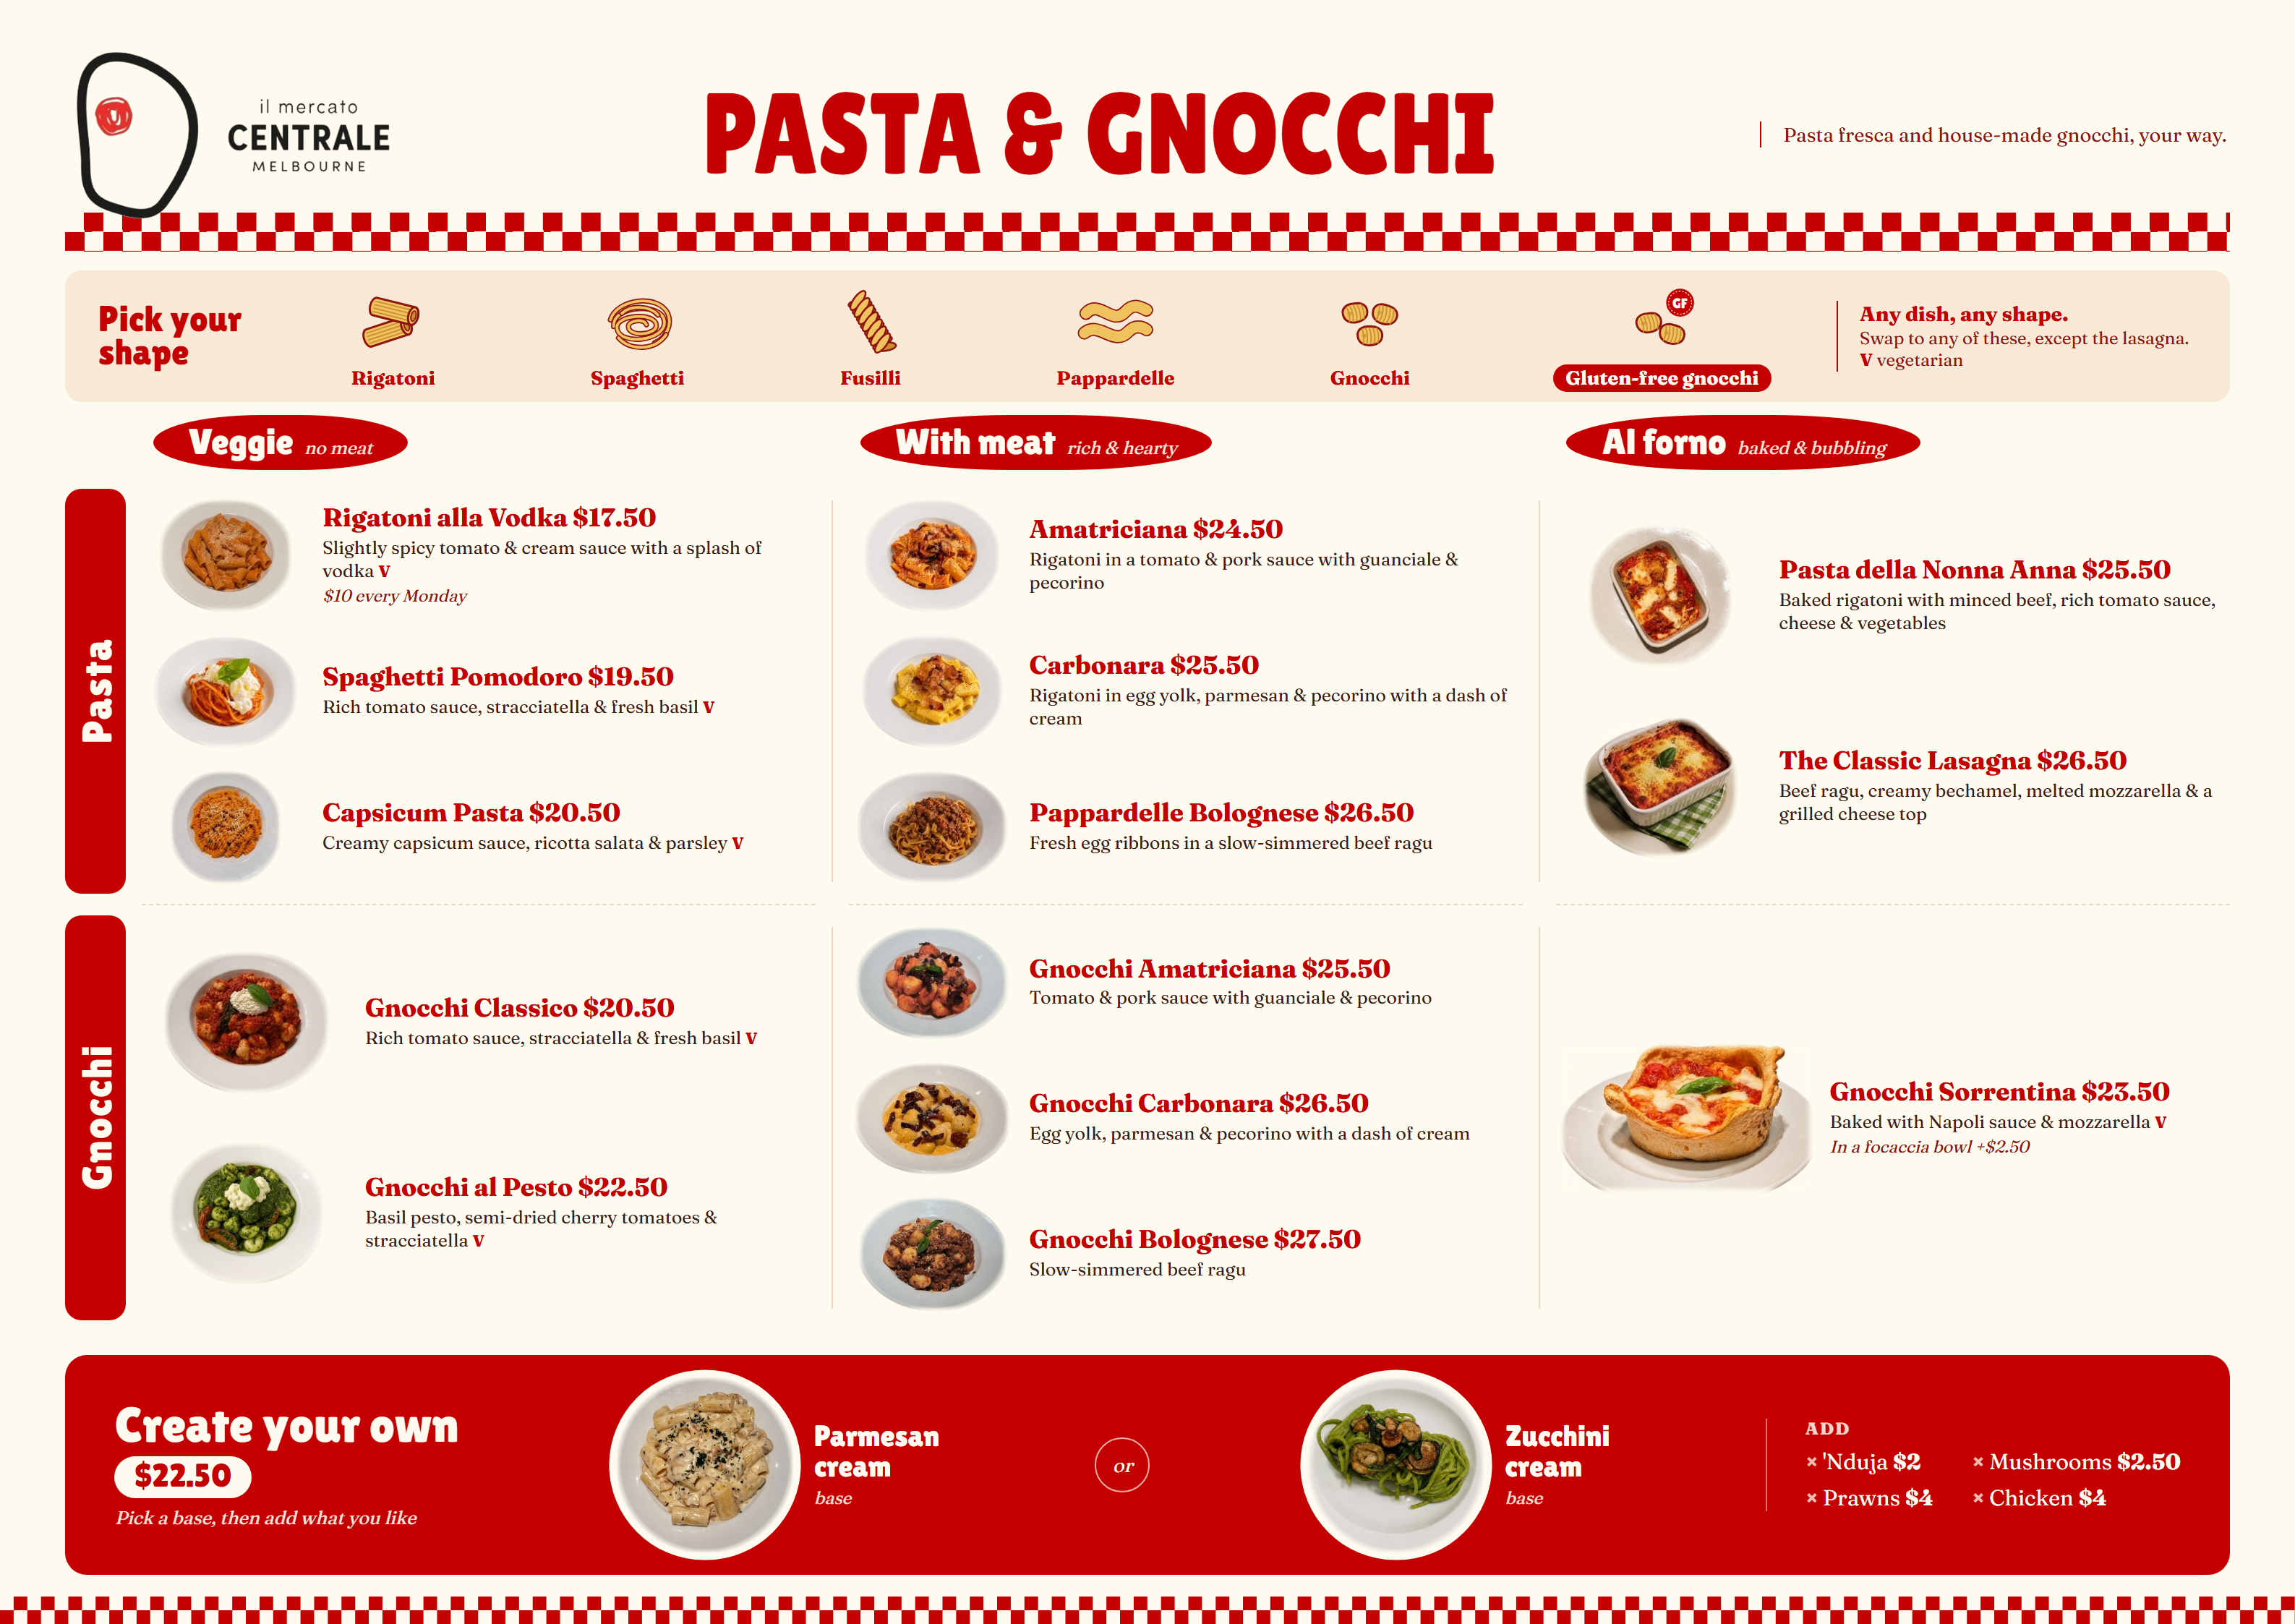 il mercato
CENTRALE
MELBOURNE
PASTA & GNOCCHI
Pasta fresca and house-made gnocchi, your way.
Pick your
shape
Rigatoni
Spaghetti
Fusilli
Pappardelle
Gnocchi
GF
Gluten-free gnocchi
Any dish, any shape.
Swap to any of these, except the lasagna.
V vegetarian
Veggie no meat
With meat rich & hearty
Al forno baked & bubbling
Pasta
Rigatoni alla Vodka $17.50
Slightly spicy tomato & cream sauce with a splash of
vodka V
$10 every Monday
Spaghetti Pomodoro $19.50
Rich tomato sauce, stracciatella & fresh basil V
Capsicum Pasta $20.50
Creamy capsicum sauce, ricotta salata & parsley V
Amatriciana $24.50
Rigatoni in a tomato & pork sauce with guanciale &
pecorino
Carbonara $25.50
Rigatoni in egg yolk, parmesan & pecorino with a dash of
cream
Pappardelle Bolognese $26.50
Fresh egg ribbons in a slow-simmered beef ragu
Pasta della Nonna Anna $25.50
Baked rigatoni with minced beef, rich tomato sauce,
cheese & vegetables
The Classic Lasagna $26.50
Beef ragu, creamy bechamel, melted mozzarella & a
grilled cheese top
Gnocchi
Gnocchi Classico $20.50
Rich tomato sauce, stracciatella & fresh basil V
Gnocchi al Pesto $22.50
Basil pesto, semi-dried cherry tomatoes &
stracciatella V
Gnocchi Amatriciana $25.50
Tomato & pork sauce with guanciale & pecorino
Gnocchi Carbonara $26.50
Egg yolk, parmesan & pecorino with a dash of cream
Gnocchi Bolognese $27.50
Slow-simmered beef ragu
Gnocchi Sorrentina $23.50
Baked with Napoli sauce & mozzarella V
In a focaccia bowl +$2.50
Create your own
$22.50
Pick a base, then add what you like
Parmesan
cream
base
or
Zucchini
cream
base
ADD
× 'Nduja $2
× Mushrooms $2.50
× Prawns $4
× Chicken $4